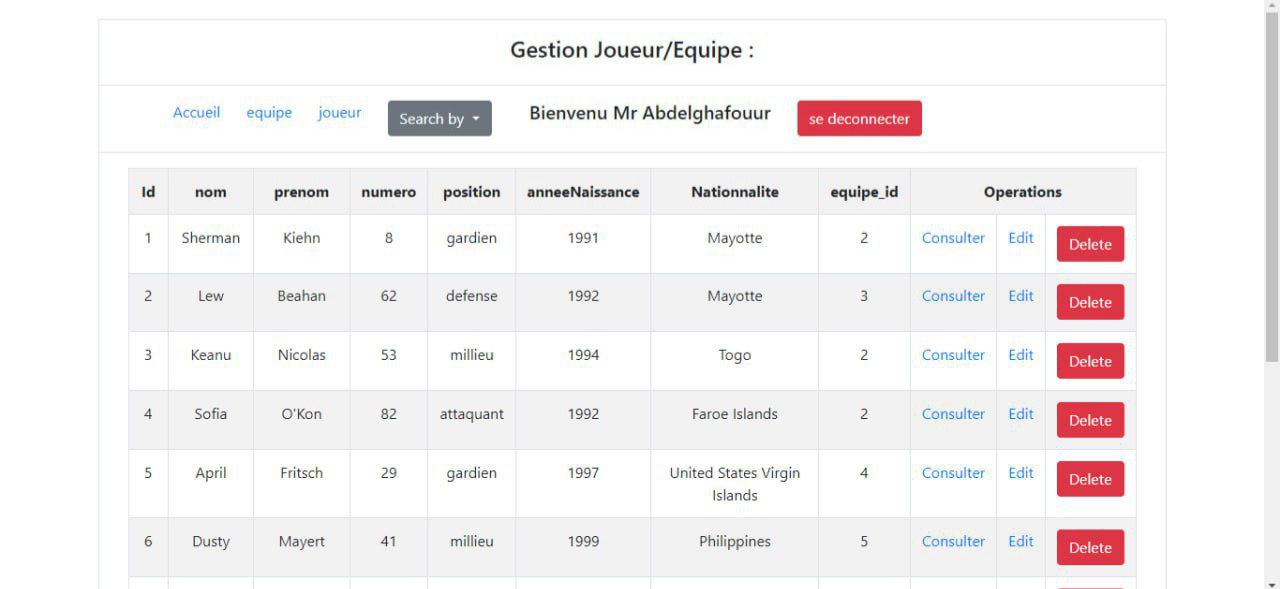 Gestion Joueur/Equipe :
Accueil equipe joueur Search by Bienvenu Mr Abdelghafouur se deconnecter
Id nom prenom numero position anneeNaissance Nationnalite equipe_id Operations
1 Sherman Kiehn 8 gardien 1991 Mayotte 2 Consulter Edit Delete
2 Lew Beahan 62 defense 1992 Mayotte 3 Consulter Edit Delete
3 Keanu Nicolas 53 millieu 1994 Togo 2 Consulter Edit Delete
4 Sofia O'Kon 82 attaquant 1992 Faroe Islands 2 Consulter Edit Delete
5 April Fritsch 29 gardien 1997 United States Virgin 4 Consulter Edit Delete
Islands
6 Dusty Mayert 41 millieu 1999 Philippines 5 Consulter Edit Delete